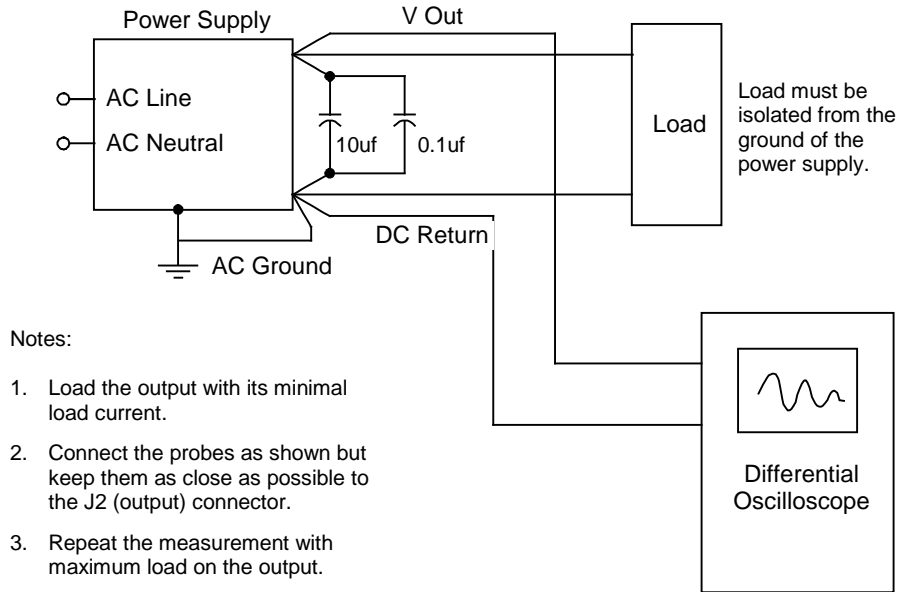 Power Supply
V Out
AC Line
AC Neutral
10uf
0.1uf
Load
Load must be
isolated from the
ground of the
power supply.
DC Return
AC Ground
Notes:
1. Load the output with its minimal
load current.
2. Connect the probes as shown but
keep them as close as possible to
the J2 (output) connector.
3. Repeat the measurement with
maximum load on the output.
Differential
Oscilloscope